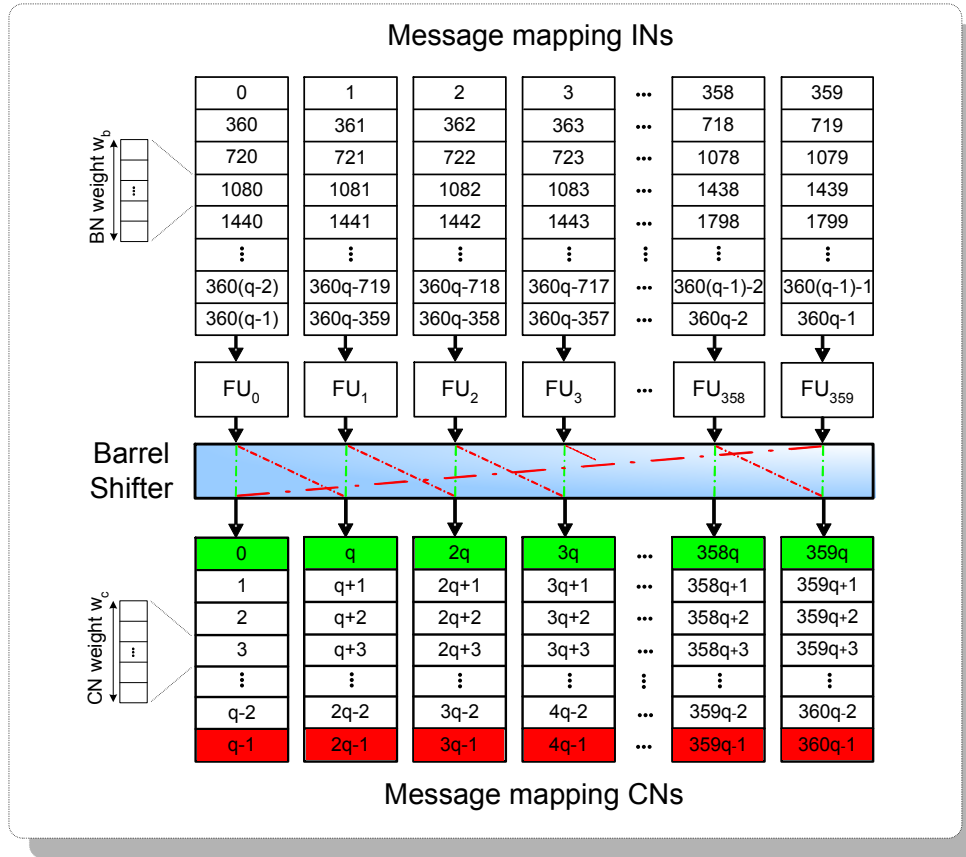 Message mapping INs
0 1 2 3 ... 358 359
360 361 362 363 ... 718 719
720 721 722 723 ... 1078 1079
1080 1081 1082 1083 ... 1438 1439
1440 1441 1442 1443 ... 1798 1799
⋮ ⋮ ⋮ ⋮ ⋮ ⋮ ⋮
360(q-2) 360q-719 360q-718 360q-717 ... 360(q-1)-2 360(q-1)-1
360(q-1) 360q-359 360q-358 360q-357 ... 360q-2 360q-1
BN weight w_b
...
FU_0 FU_1 FU_2 FU_3 ... FU_358 FU_359
Barrel
Shifter
0 q 2q 3q ... 358q 359q
1 q+1 2q+1 3q+1 ... 358q+1 359q+1
2 q+2 2q+2 3q+2 ... 358q+2 359q+2
3 q+3 2q+3 3q+3 ... 358q+3 359q+3
⋮ ⋮ ⋮ ⋮ ⋮ ⋮ ⋮
q-2 2q-2 3q-2 4q-2 ... 359q-2 360q-2
q-1 2q-1 3q-1 4q-1 ... 359q-1 360q-1
CN weight w_c
...
Message mapping CNs